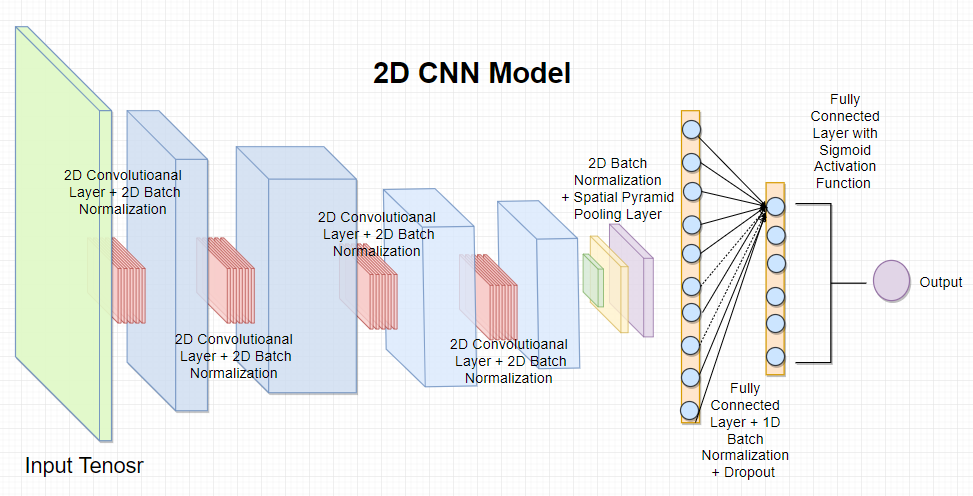 2D CNN Model
2D Convolutioanal
Layer + 2D Batch
Normalization
2D Convolutioanal
Layer + 2D Batch
Normalization
2D Convolutioanal
Layer + 2D Batch
Normalization
2D Convolutioanal
Layer + 2D Batch
Normalization
2D Batch
Normalization
+ Spatial Pyramid
Pooling Layer
Fully
Connected
Layer with
Sigmoid
Activation
Function
Fully
Connected
Layer + 1D
Batch
Normalization
+ Dropout
Output
Input Tenosr